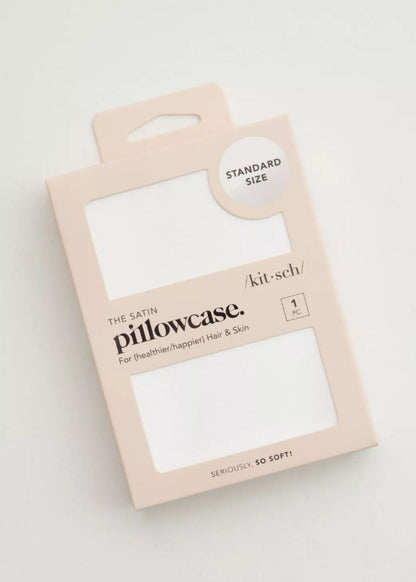 STANDARD
SIZE
/kit·sch/
THE SATIN
pillowcase.
For (healthier/happier) Hair & Skin
1
PC.
SERIOUSLY, SO SOFT!